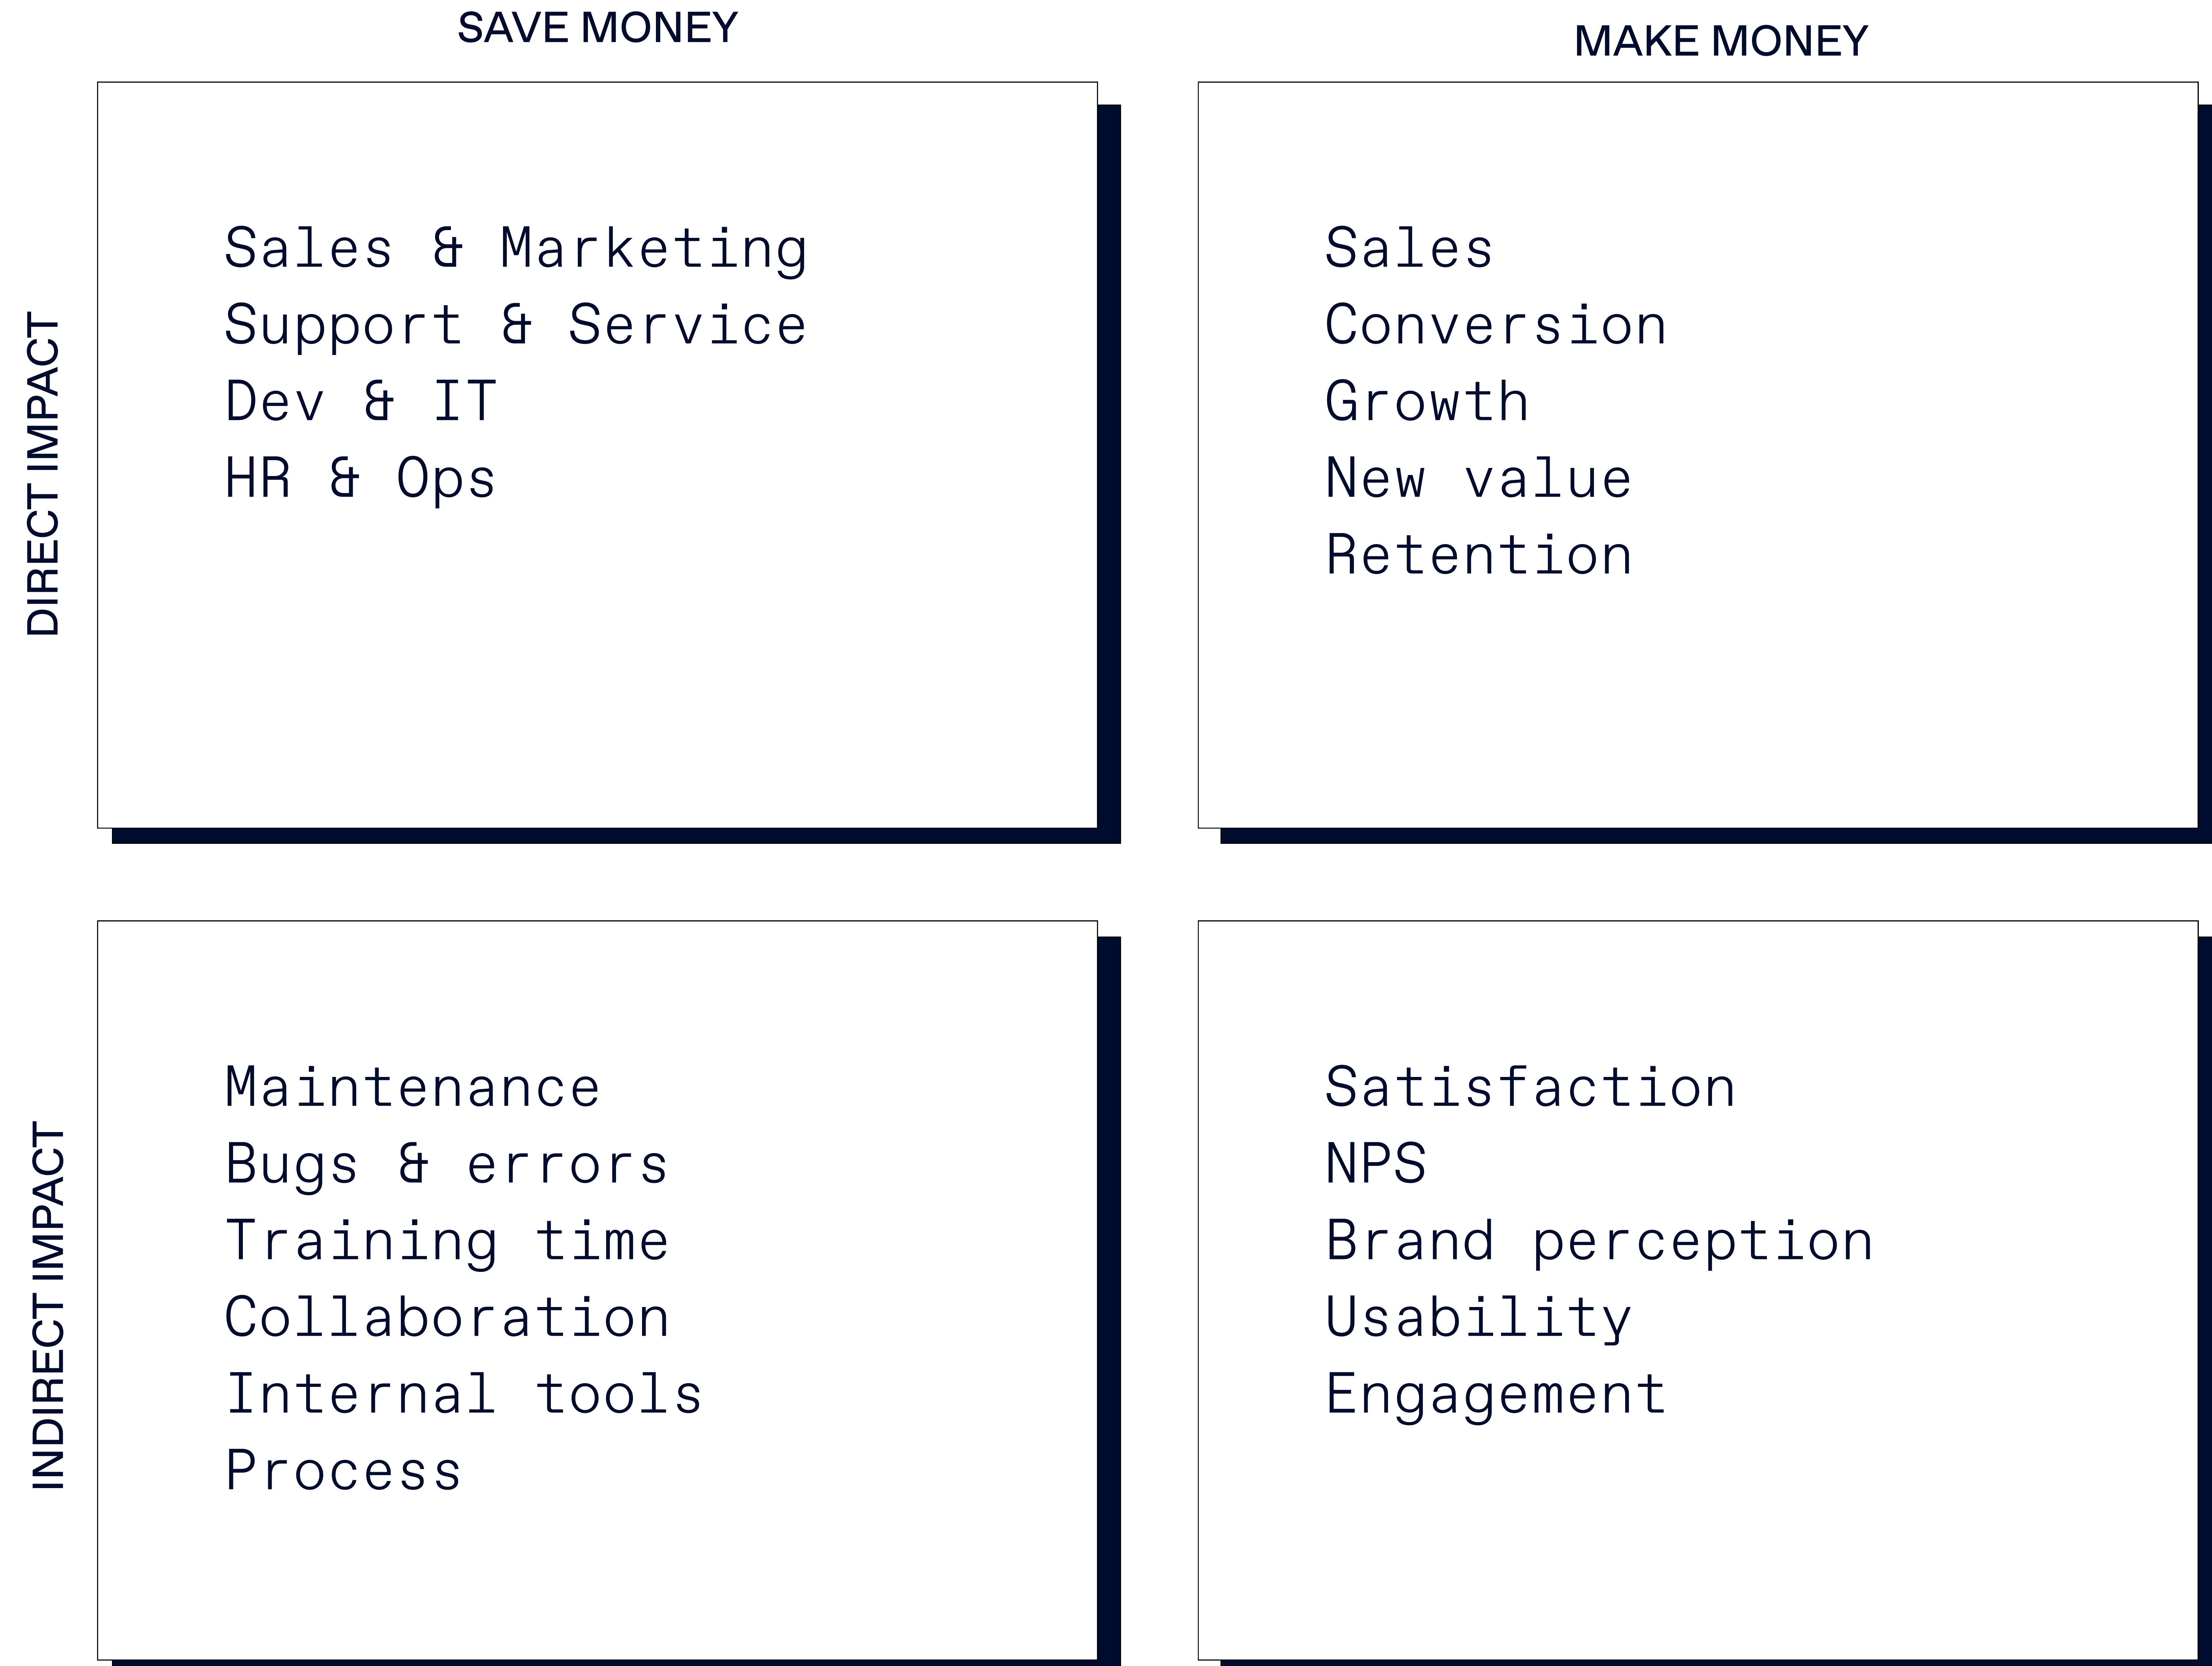 SAVE MONEY
MAKE MONEY
DIRECT IMPACT
Sales & Marketing
Support & Service
Dev & IT
HR & Ops
Sales
Conversion
Growth
New value
Retention
INDIRECT IMPACT
Maintenance
Bugs & errors
Training time
Collaboration
Internal tools
Process
Satisfaction
NPS
Brand perception
Usability
Engagement